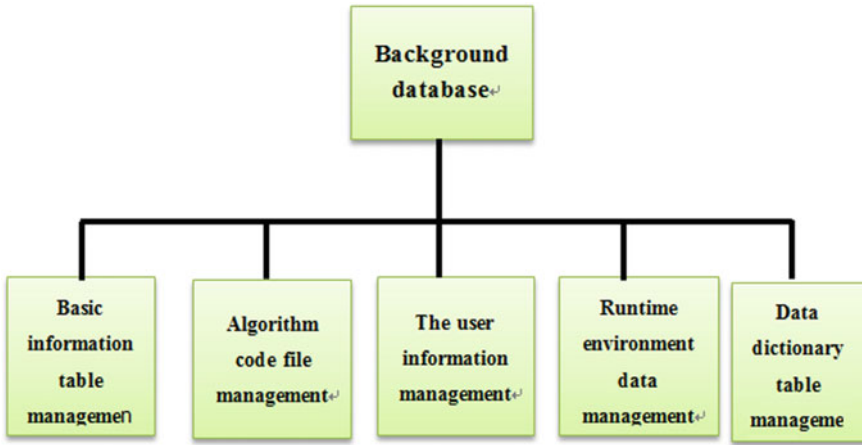 Background
database↵
Basic
information
table
managemen
Algorithm
code file
management↵
The user
information
management↵
Runtime
environment
data
management↵
Data
dictionary
table
manageme